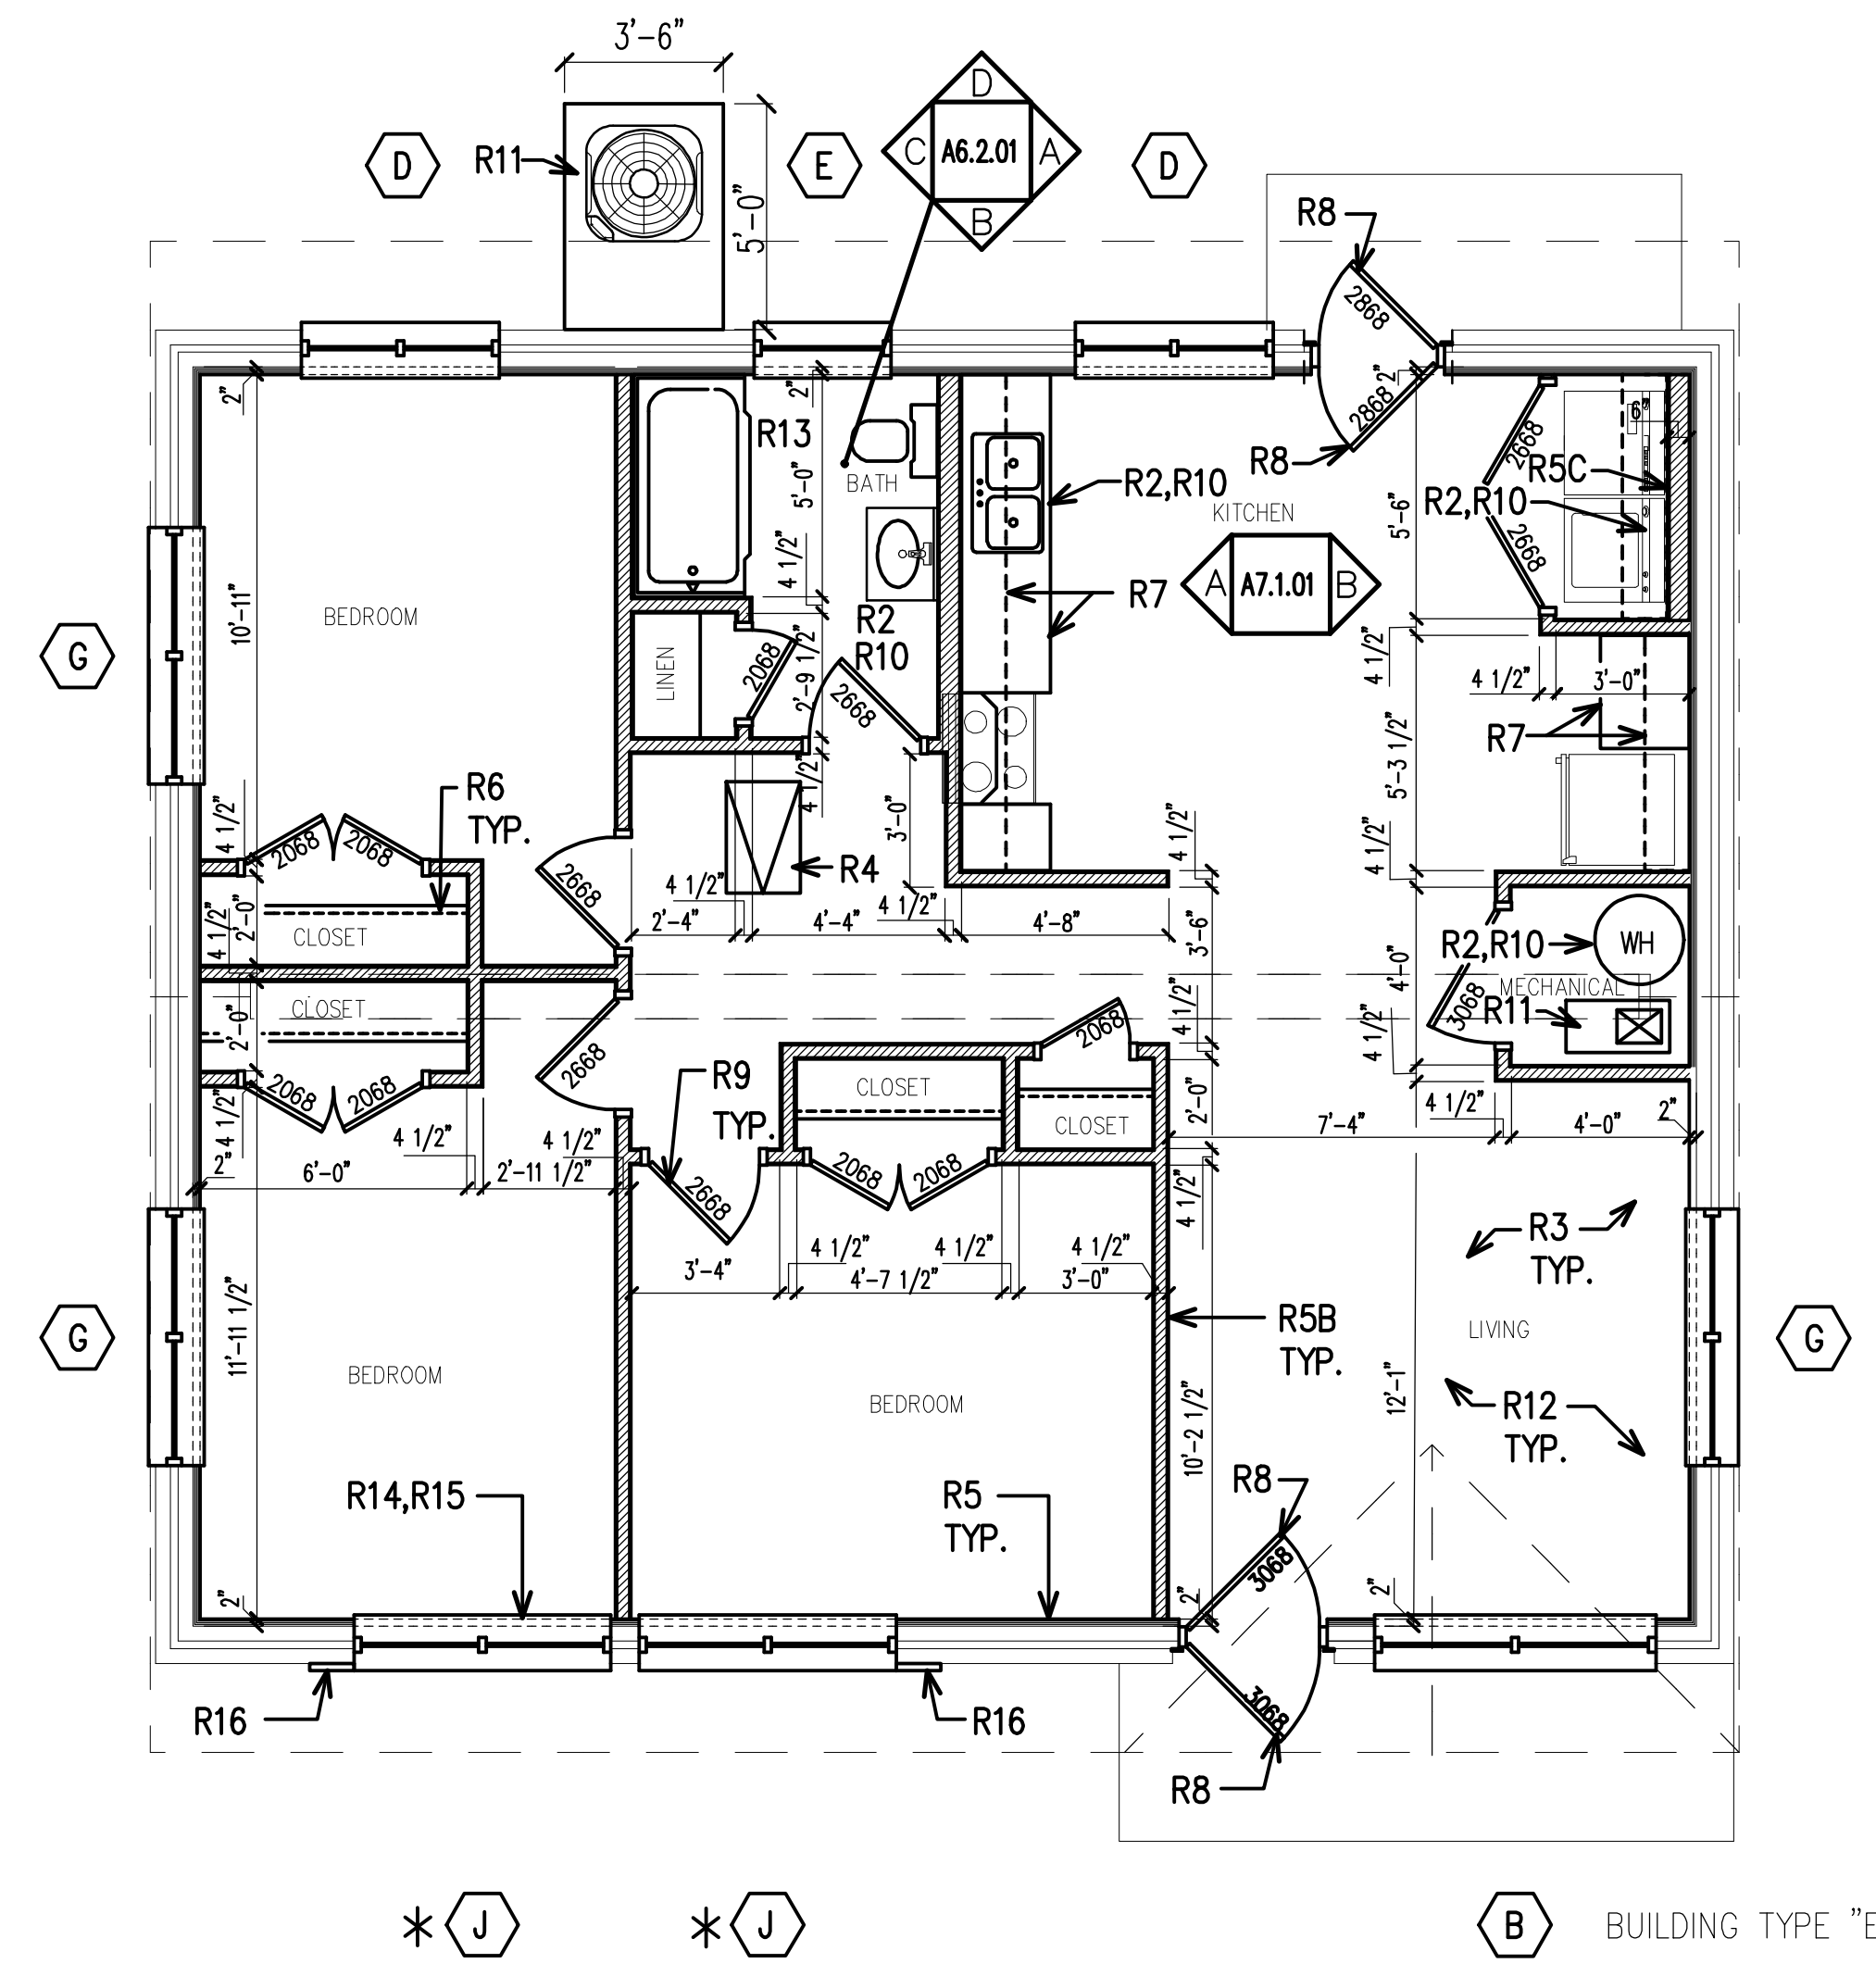 3'-6"
D
R11
E
D
C A6.2.01 A
B
D
5'-0"
R8
2868
2868
R8
2"
2"
2"
6"
R13
BATH
5'-0"
4 1/2"
R2,R10
KITCHEN
2668
R5C
R2,R10
2668
5'-6"
A A7.1.01 B
R7
R2
R10
BEDROOM
10'-11"
G
LINEN
2068
2'-9 1/2"
2668
4 1/2"
4 1/2"
3'-0"
R7
5'-3 1/2"
4 1/2"
3'-0"
R6
TYP.
4 1/2"
2068
2068
2668
R4
4 1/2"
4 1/2"
4 1/2"
2'-4"
4'-4"
4'-8"
3'-6"
4 1/2"
2'-0"
CLOSET
R2,R10
WH
4'-0"
MECHANICAL
3068
R11
4 1/2"
4 1/2"
CLOSET
2'-0"
2068
2068
2668
2068
R9
TYP.
CLOSET
CLOSET
2'-0"
4 1/2"
2"
7'-4"
4'-0"
4 1/2"
2"
4 1/2"
4 1/2"
6'-0"
2'-11 1/2"
2668
2068
2068
4 1/2"
4 1/2"
4 1/2"
4 1/2"
3'-4"
4'-7 1/2"
3'-0"
R3
TYP.
G
11'-11 1/2"
BEDROOM
BEDROOM
R5B
TYP.
LIVING
G
12'-1"
10'-2 1/2"
R12
TYP.
R14,R15
R5
TYP.
R8
3068
2"
2"
2"
3068
R16
R16
R8
* J
* J
B
BUILDING TYPE "E